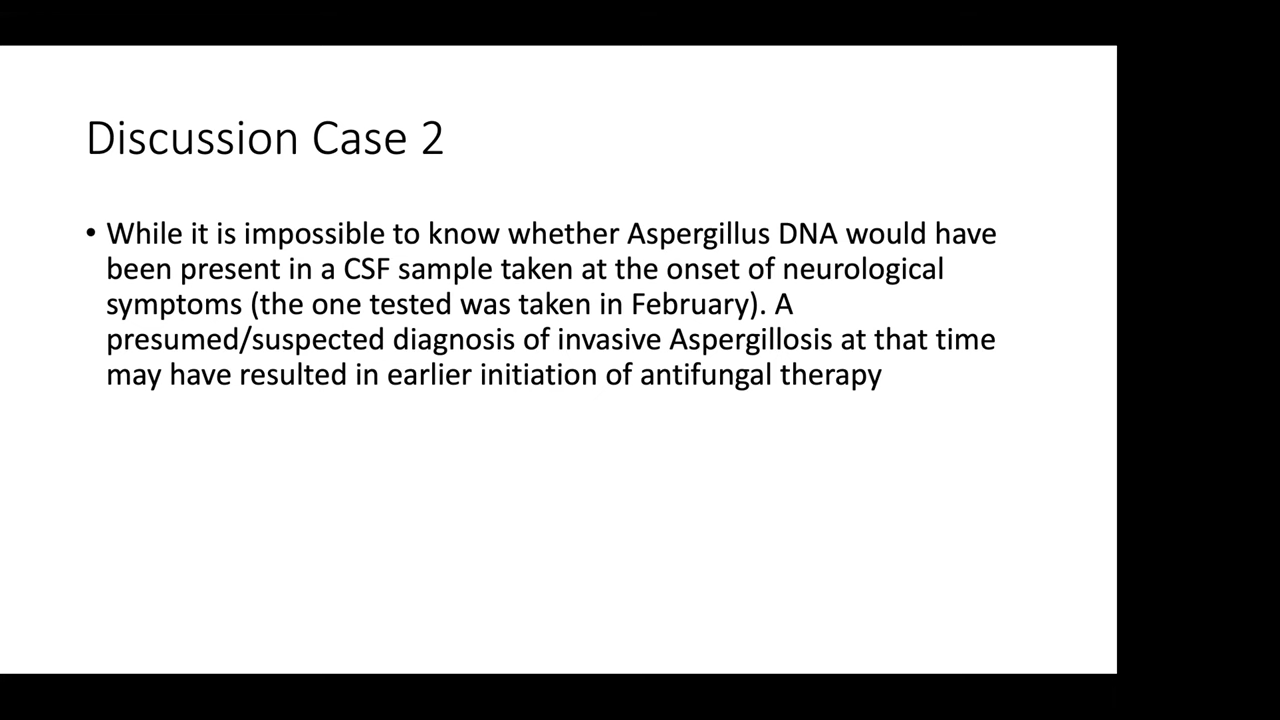 Discussion Case 2
• While it is impossible to know whether Aspergillus DNA would have
been present in a CSF sample taken at the onset of neurological
symptoms (the one tested was taken in February). A
presumed/suspected diagnosis of invasive Aspergillosis at that time
may have resulted in earlier initiation of antifungal therapy